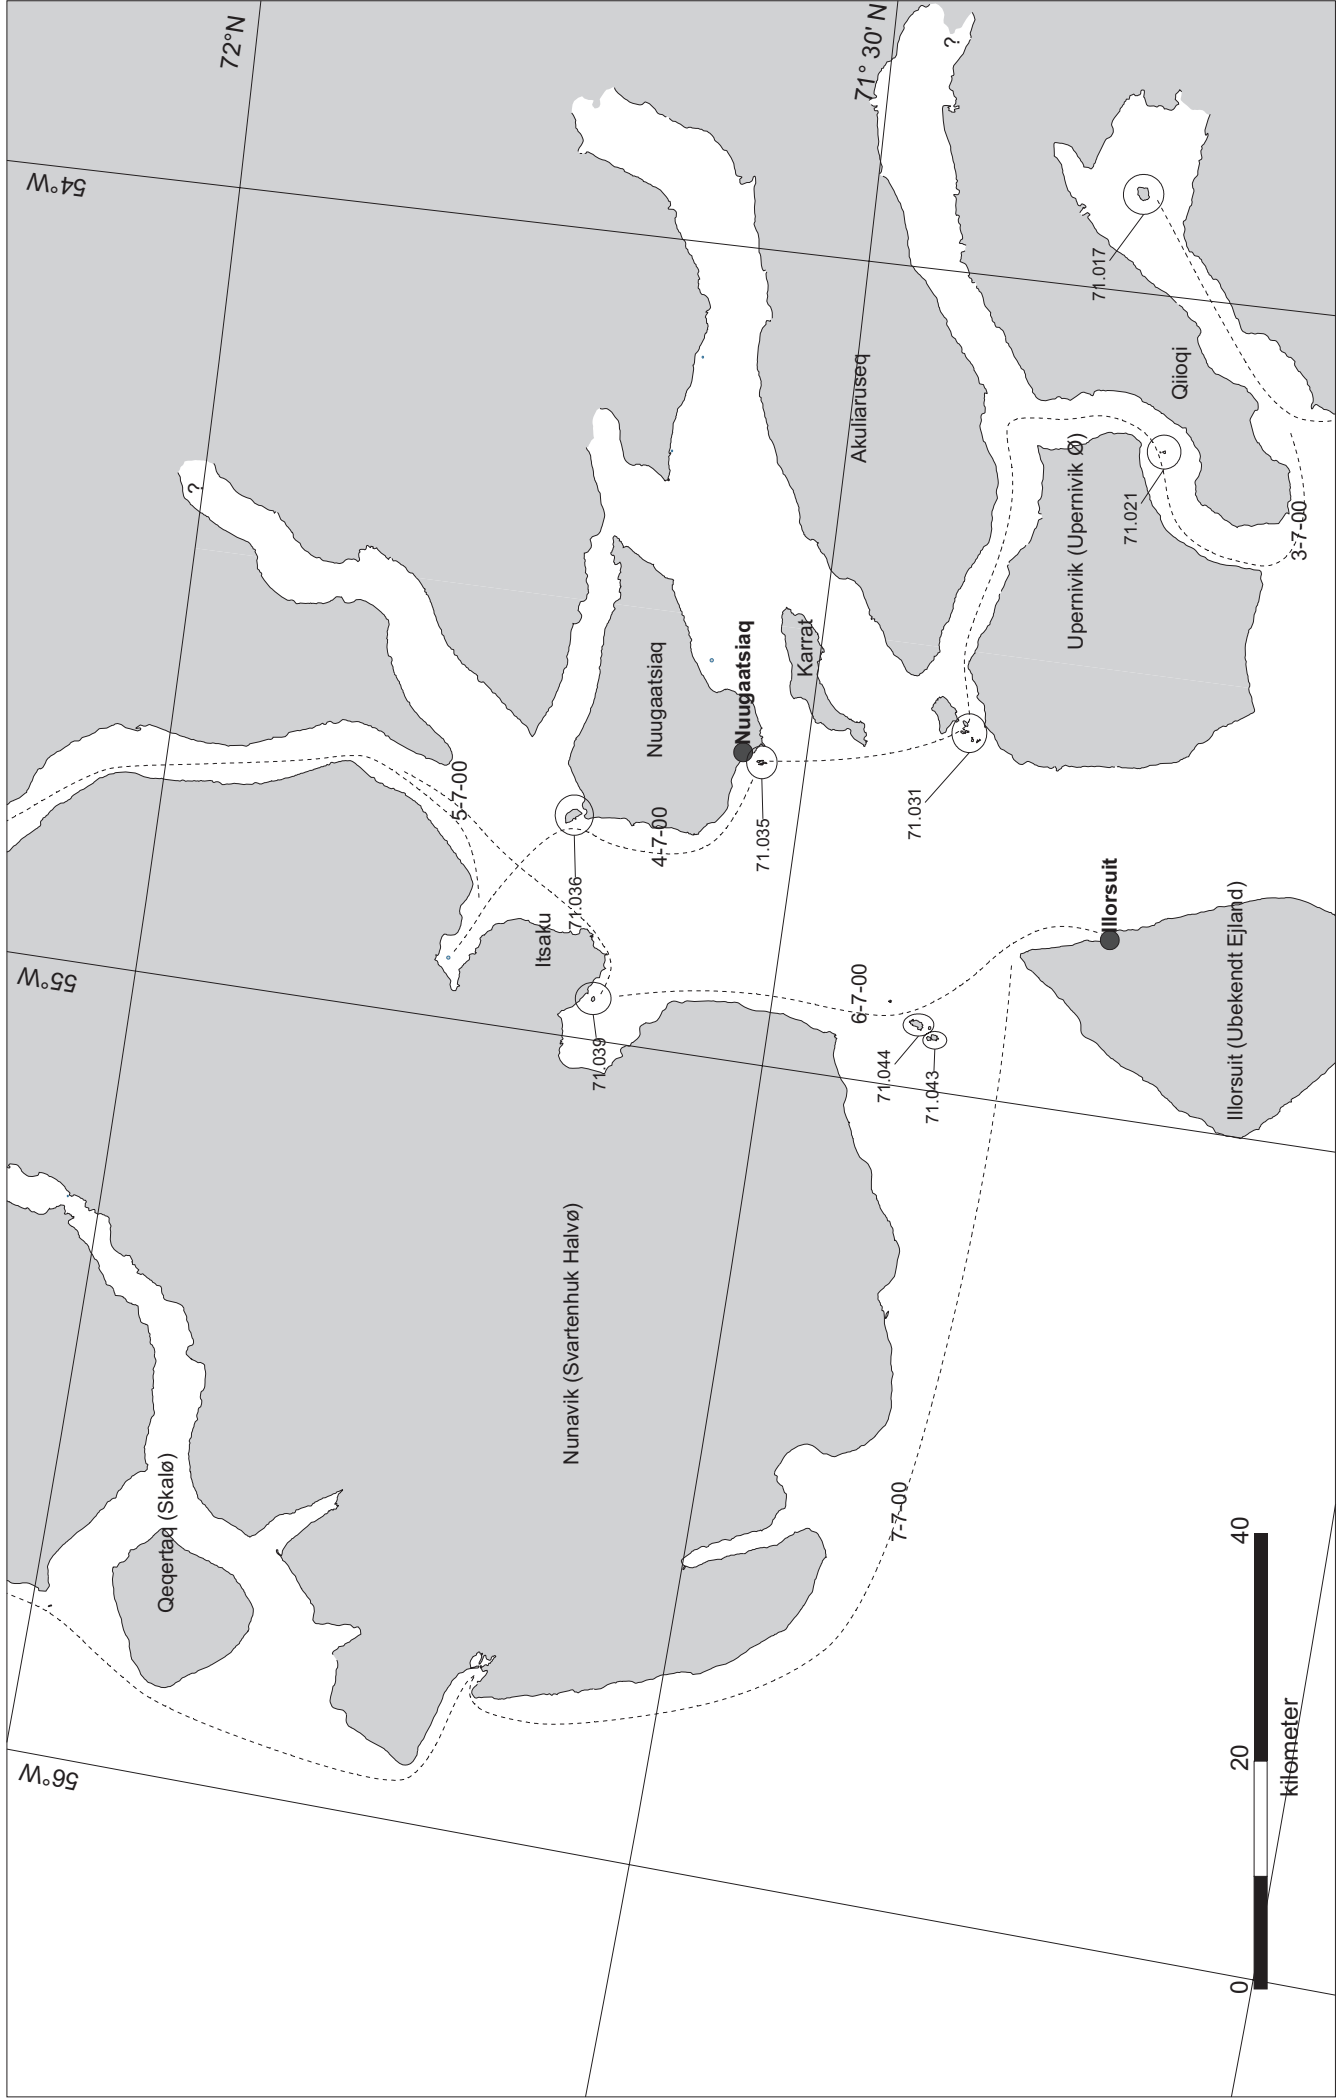 72°N
54°W
71° 30' N
?
?
71.017
Qiioqi
Akuliaruseq
71.021
3-7-00
Upernivik (Upernivik Ø)
Karrat
Nuugaatsiaq
Nuugaatsiaq
71.031
71.035
4-7-00
5-7-00
71.036
Itsaku
55°W
71.039
6-7-00
71.044
71.043
Illorsuit
Illorsuit (Ubekendt Ejland)
Nunavik (Svartenhuk Halvø)
Qeqertaq (Skalø)
7-7-00
56°W
0
20
40
kilometer